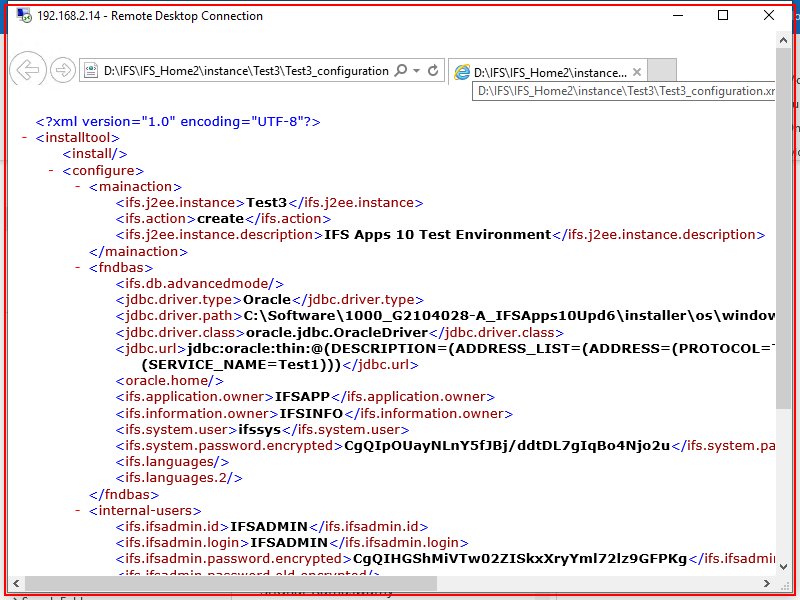 192.168.2.14 - Remote Desktop Connection
D:\IFS\IFS_Home2\instance\Test3\Test3_configuration
D:\IFS\IFS_Home2\instance...
D:\IFS\IFS_Home2\instance\Test3\Test3_configuration.xm
<?xml version="1.0" encoding="UTF-8"?>
- <installtool>
<install/>
- <configure>
- <mainaction>
<ifs.j2ee.instance>Test3</ifs.j2ee.instance>
<ifs.action>create</ifs.action>
<ifs.j2ee.instance.description>IFS Apps 10 Test Environment</ifs.j2ee.instance.description>
</mainaction>
- <fndbas>
<ifs.db.advancedmode/>
<jdbc.driver.type>Oracle</jdbc.driver.type>
<jdbc.driver.path>C:\Software\1000_G2104028-A_IFSApps10Upd6\installer\os\window
<jdbc.driver.class>oracle.jdbc.OracleDriver</jdbc.driver.class>
<jdbc.url>jdbc:oracle:thin:@(DESCRIPTION=(ADDRESS_LIST=(ADDRESS=(PROTOCOL=T
(SERVICE_NAME=Test1)))</jdbc.url>
<oracle.home/>
<ifs.application.owner>IFSAPP</ifs.application.owner>
<ifs.information.owner>IFSINFO</ifs.information.owner>
<ifs.system.user>ifssys</ifs.system.user>
<ifs.system.password.encrypted>CgQIpOUayNLnY5fJBj/ddtDL7gIqBo4Njo2u</ifs.system.pa
<ifs.languages/>
<ifs.languages.2/>
</fndbas>
- <internal-users>
<ifs.ifsadmin.id>IFSADMIN</ifs.ifsadmin.id>
<ifs.ifsadmin.login>IFSADMIN</ifs.ifsadmin.login>
<ifs.ifsadmin.password.encrypted>CgQIHGShMiVTw02ZISkxXryYml72lz9GFPKg</ifs.ifsadmin
<ifs.ifsadmin.password.old.encrypted/>